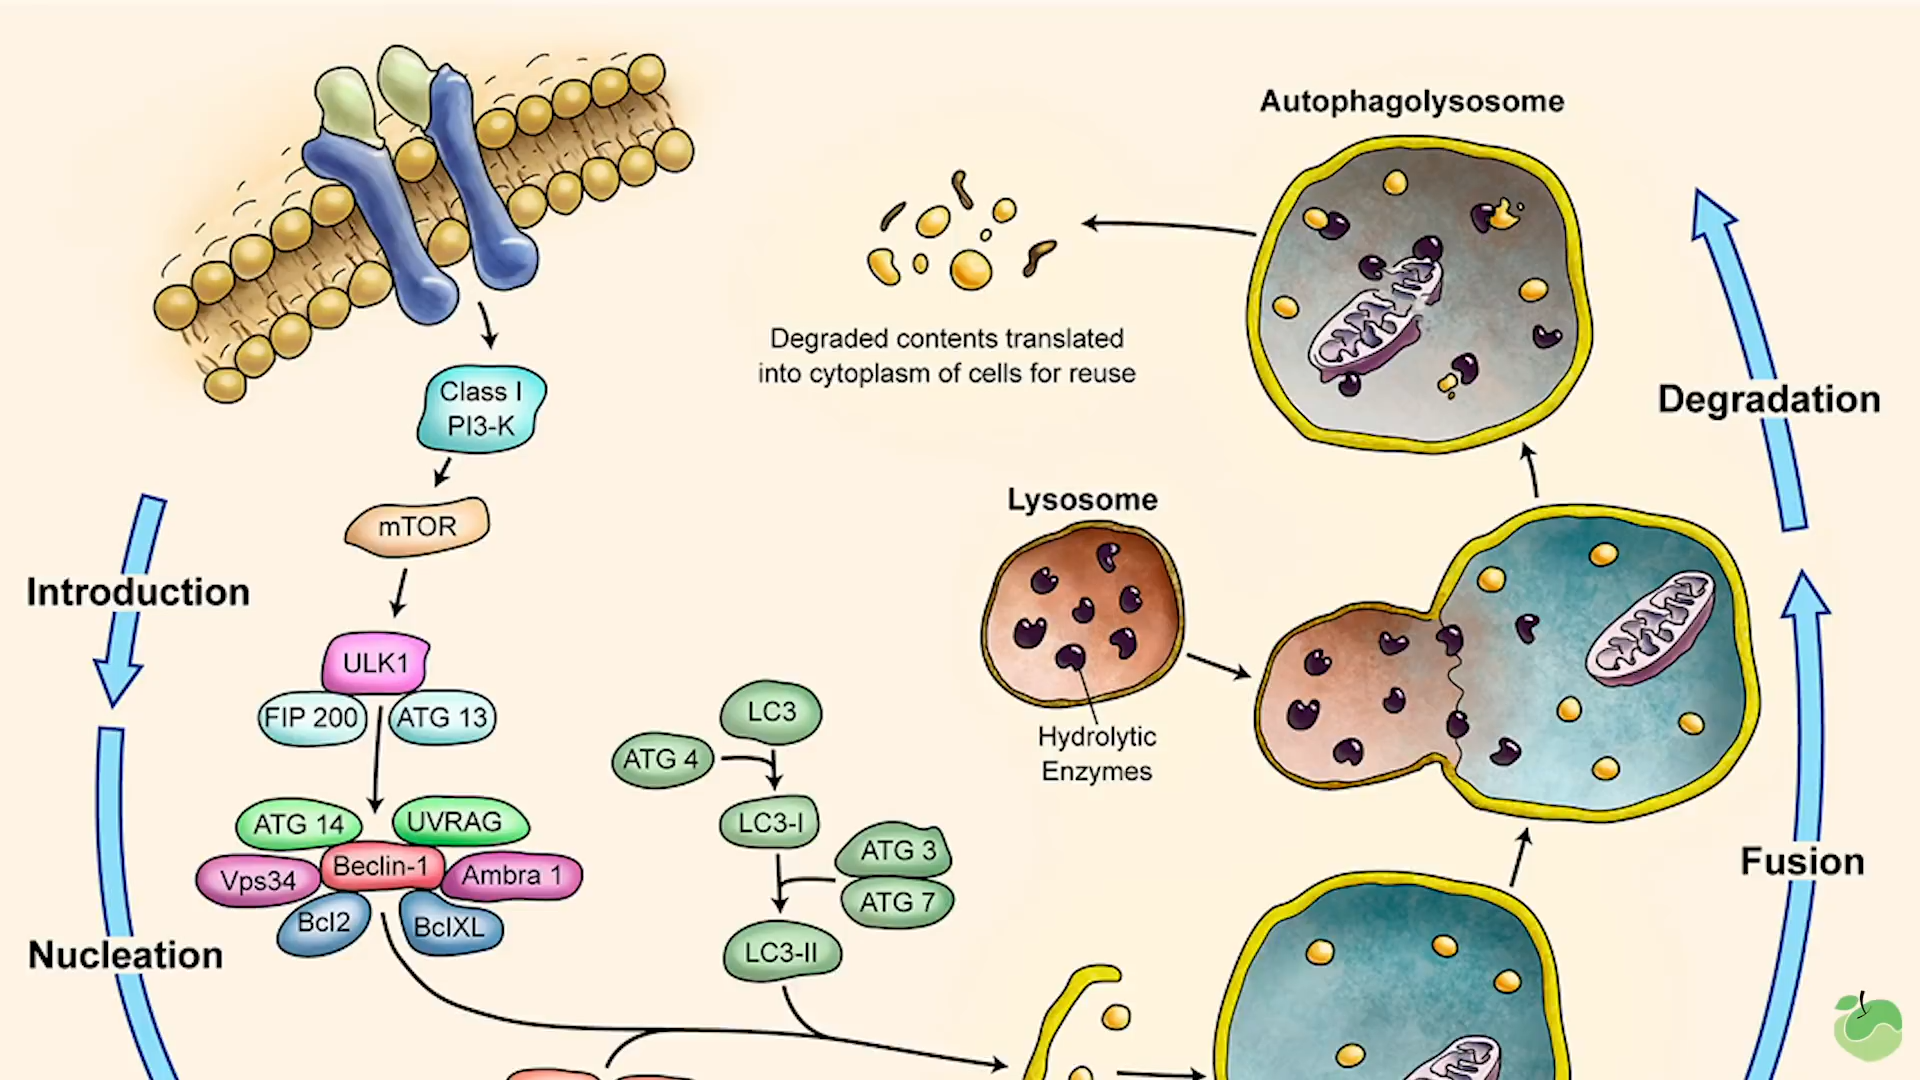 Autophagolysosome
Degraded contents translated
into cytoplasm of cells for reuse
Class I
PI3-K
Degradation
mTOR
Lysosome
Introduction
ULK1
FIP 200
ATG 13
LC3
ATG 4
Hydrolytic
Enzymes
ATG 14
UVRAG
LC3-I
Beclin-1
ATG 3
Vps34
Ambra 1
Fusion
ATG 7
Bcl2
BclXL
Nucleation
LC3-II